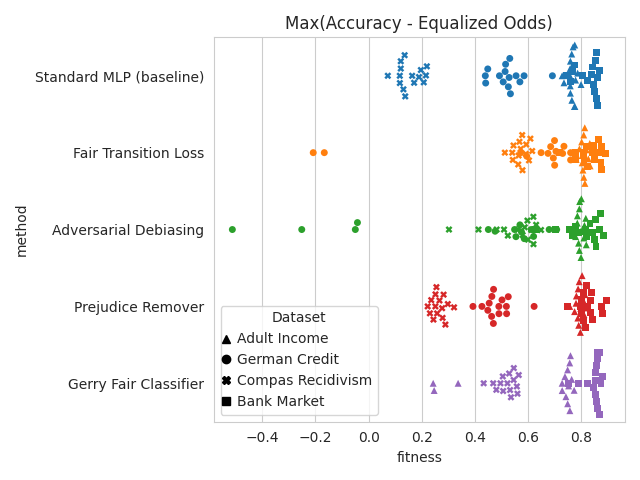 Max(Accuracy - Equalized Odds)
method
Standard MLP (baseline)
Fair Transition Loss
Adversarial Debiasing
Prejudice Remover
Gerry Fair Classifier
Dataset
Adult Income
German Credit
Compas Recidivism
Bank Market
−0.4 −0.2 0.0 0.2 0.4 0.6 0.8
fitness